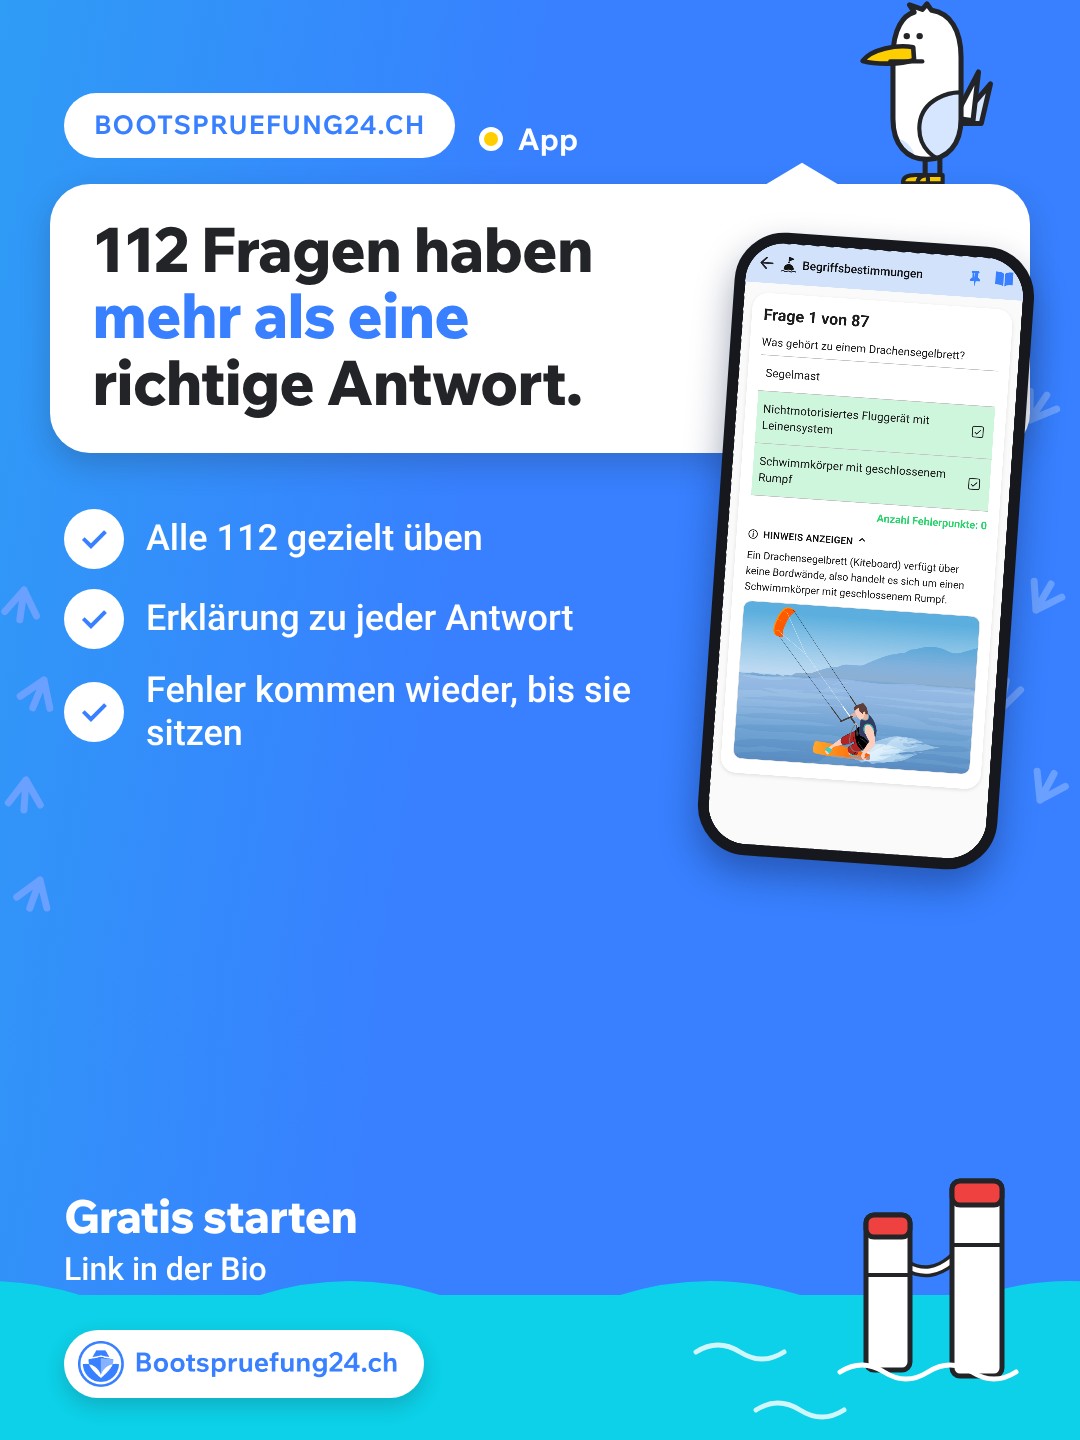 BOOTSPRUEFUNG24.CH
App
112 Fragen haben
mehr als eine
richtige Antwort.
Alle 112 gezielt üben
Erklärung zu jeder Antwort
Fehler kommen wieder, bis sie
sitzen
Begriffsbestimmungen
Frage 1 von 87
Was gehört zu einem Drachensegelbrett?
Segelmast
Nichtmotorisiertes Fluggerät mit
Leinensystem
Schwimmkörper mit geschlossenem
Rumpf
Anzahl Fehlerpunkte: 0
HINWEIS ANZEIGEN
Ein Drachensegelbrett (Kiteboard) verfügt über
keine Bordwände, also handelt es sich um einen
Schwimmkörper mit geschlossenem Rumpf.
Gratis starten
Link in der Bio
Bootspruefung24.ch